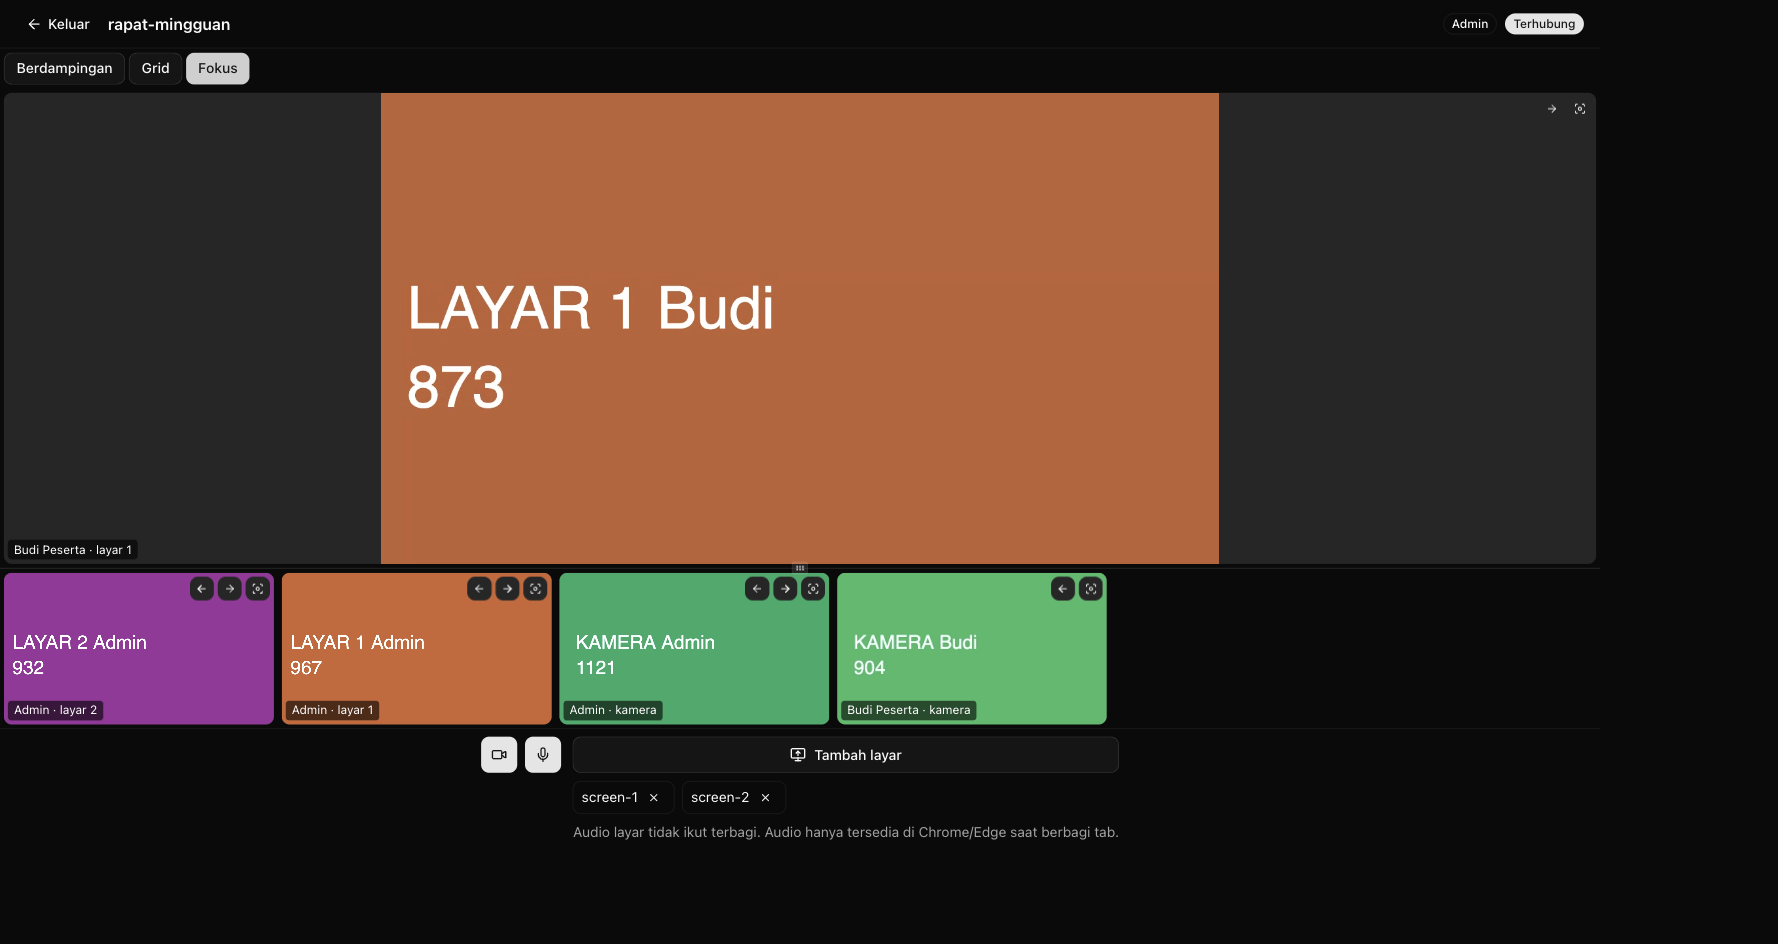 Keluar
rapat-mingguan
Admin
Terhubung
Berdampingan
Grid
Fokus
LAYAR 1 Budi
873
Budi Peserta · layar 1
LAYAR 2 Admin
932
Admin · layar 2
LAYAR 1 Admin
967
Admin · layar 1
KAMERA Admin
1121
Admin · kamera
KAMERA Budi
904
Budi Peserta · kamera
Tambah layar
screen-1
screen-2
Audio layar tidak ikut terbagi. Audio hanya tersedia di Chrome/Edge saat berbagi tab.